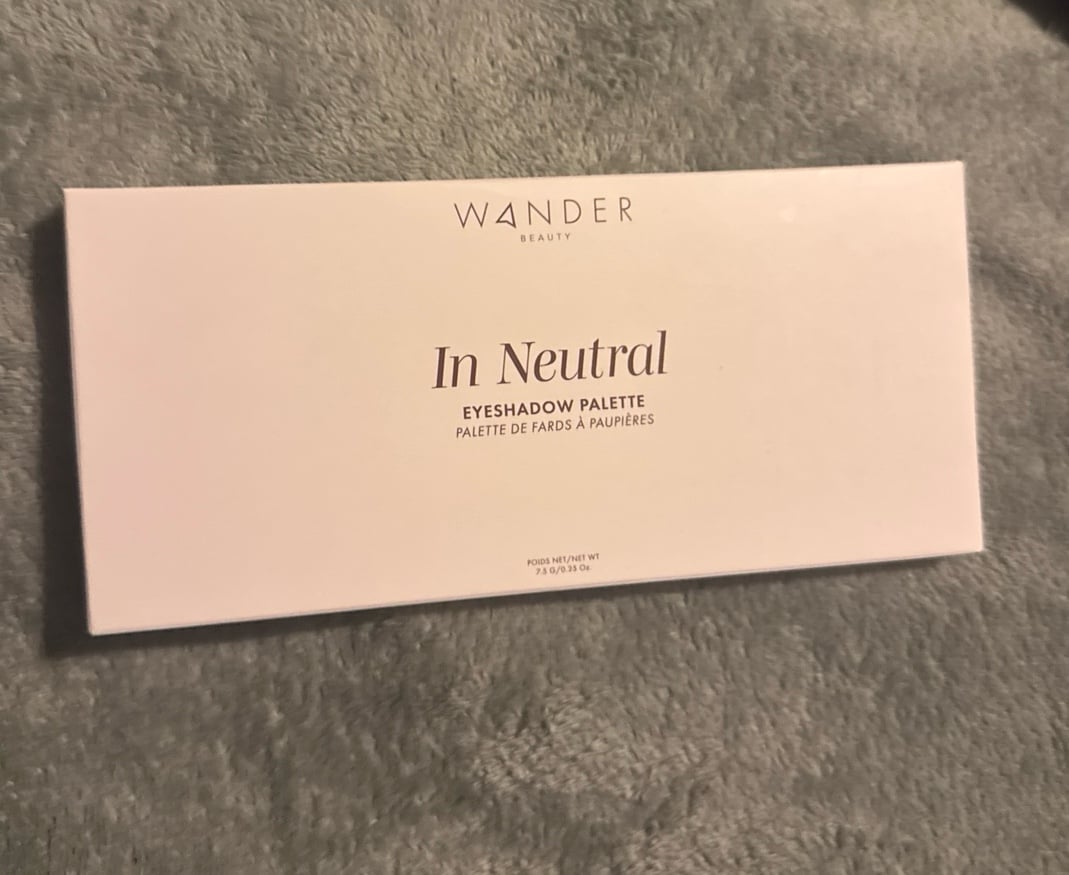 WANDER
BEAUTY
In Neutral
EYESHADOW PALETTE
PALETTE DE FARDS À PAUPIÈRES
POIDS NET/NET WT
7.5 G/0.25 Oz.